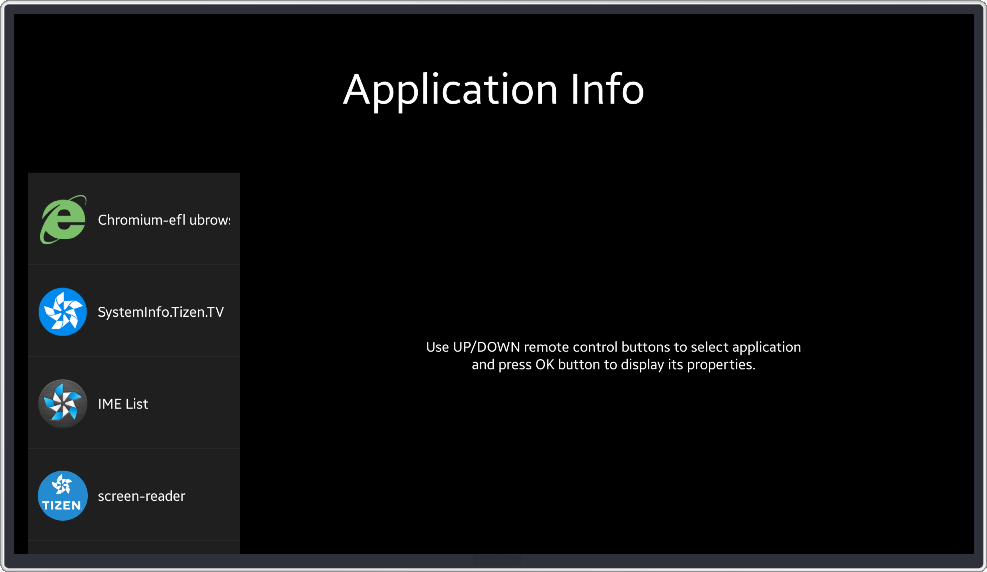 Application Info
Chromium-efl ubrows
SystemInfo.Tizen.TV
IME List
TIZEN
screen-reader
Use UP/DOWN remote control buttons to select application
and press OK button to display its properties.